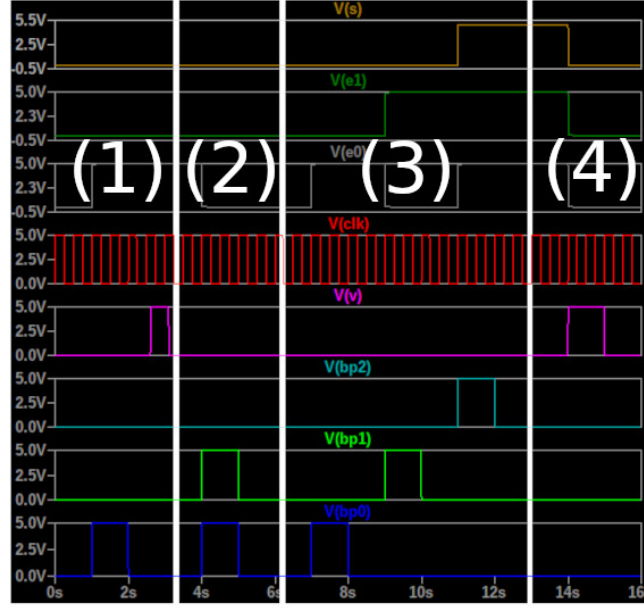 V(s)
5.5V
2.5V
-0.5V
V(e1)
5.0V
2.3V
-0.5V
V(e0)
5.0V
2.3V
-0.5V
(1) (2) (3) (4)
V(clk)
5.0V
2.5V
0.0V
V(v)
5.0V
2.5V
0.0V
V(bp2)
5.0V
2.5V
0.0V
V(bp1)
5.0V
2.5V
0.0V
V(bp0)
5.0V
2.5V
0.0V
0s 2s 4s 6s 8s 10s 12s 14s 16